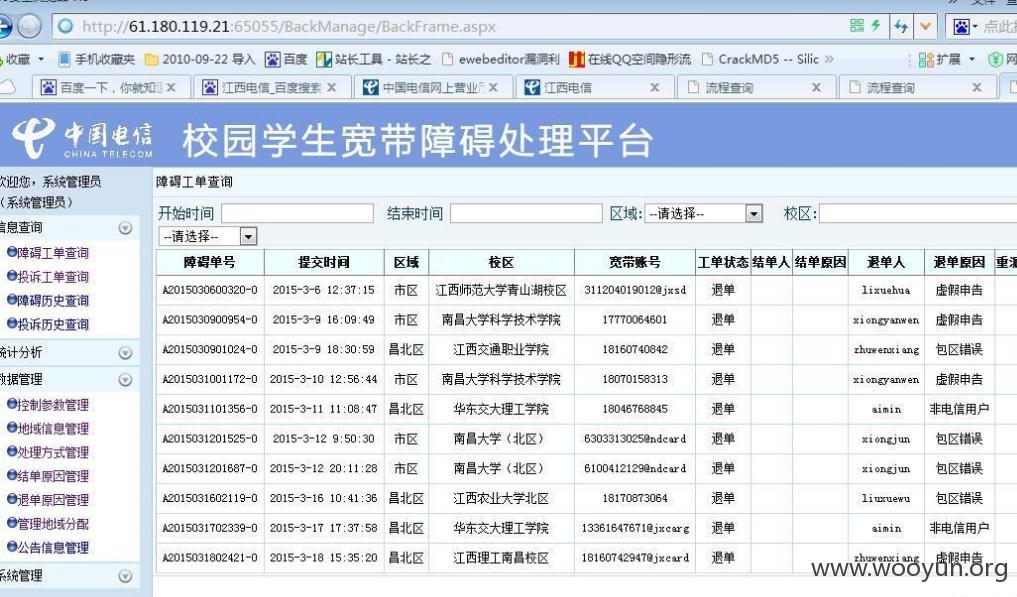 http://61.180.119.21:65055/BackManage/BackFrame.aspx
收藏 手机收藏夹 2010-09-22 导入 百度 站长工具 - 站长之 ewebeditor漏洞利 在线QQ空间隐形流 CrackMD5 -- Silic » 扩展
百度一下，你就知 江西电信_百度搜索 中国电信网上营业厅 江西电信 流程查询 流程查询
中国电信 CHINA TELECOM 校园学生宽带障碍处理平台
欢迎您，系统管理员
（系统管理员）
信息查询
障碍工单查询
投诉工单查询
障碍历史查询
投诉历史查询
统计分析
数据管理
控制参数管理
地域信息管理
处理方式管理
结单原因管理
退单原因管理
管理地域分配
公告信息管理
系统管理
障碍工单查询
开始时间 结束时间 区域: --请选择-- 校区:
--请选择--
障碍单号 提交时间 区域 校区 宽带账号 工单状态 结单人 结单原因 退单人 退单原因 重派
A2015030600320-0 2015-3-6 12:37:15 市区 江西师范大学青山湖校区 311204019012@jxsd 退单 lixuehua 虚假申告
A2015030900954-0 2015-3-9 16:09:49 市区 南昌大学科学技术学院 17770064601 退单 xiongyanwen 虚假申告
A2015030901024-0 2015-3-9 18:30:59 昌北区 江西交通职业学院 18160740842 退单 zhuwenxiang 包区错误
A2015031001172-0 2015-3-10 12:56:44 市区 南昌大学科学技术学院 18070158313 退单 xiongyanwen 虚假申告
A2015031101356-0 2015-3-11 11:08:47 昌北区 华东交大理工学院 18046768845 退单 aimin 非电信用户
A2015031201525-0 2015-3-12 9:50:30 市区 南昌大学（北区） 6303313025@ndcard 退单 xiongjun 包区错误
A2015031201687-0 2015-3-12 20:11:28 市区 南昌大学（北区） 6100412129@ndcard 退单 xiongjun 包区错误
A2015031602119-0 2015-3-16 10:41:36 昌北区 江西农业大学北区 18170873064 退单 liuxuewu 包区错误
A2015031702339-0 2015-3-17 17:37:58 昌北区 华东交大理工学院 13361647671@jxcarg 退单 aimin 非电信用户
A2015031802421-0 2015-3-18 15:35:20 昌北区 江西理工南昌校区 18160742947@jxcard 退单 zhuwenxiang 虚假申告
www.wooyun.org